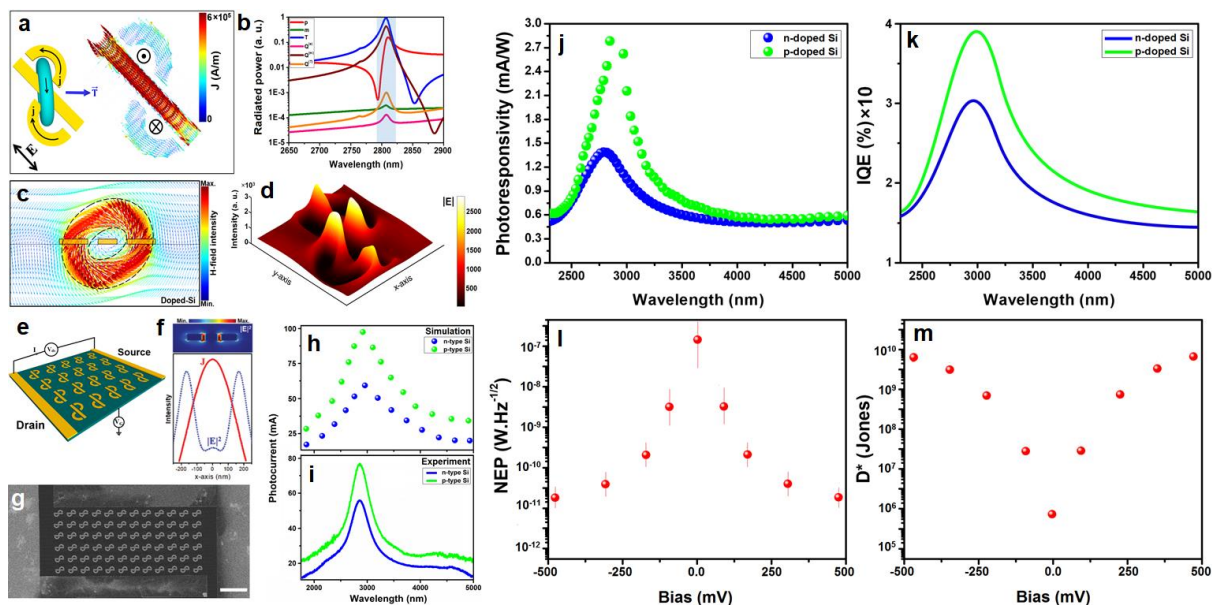 a
6×10⁵
J (A/m)
0
j
T
j
E
b
Radiated power (a. u.)
1
0.1
0.01
1E-3
1E-4
1E-5
p
m
T
Q⁽ᵉ⁾
Q⁽ᵐ⁾
Q⁽ᵀ⁾
2650 2700 2750 2800 2850 2900
Wavelength (nm)
c
Max.
H-field intensity
Min.
Doped-Si
d
×10³
Intensity (a. u.)
3
2
1
0
y-axis
x-axis
|E|
2500
2000
1500
1000
500
e
I
Source
Drain
f
Min. Max.
|E|²
J
|E|²
Intensity
-200 -100 0 100 200
x-axis (nm)
g
h
Simulation
n-type Si
p-type Si
100
75
50
25
Photocurrent (mA)
i
Experiment
n-type Si
p-type Si
80
60
40
20
2000 3000 4000 5000
Wavelength (nm)
j
n-doped Si
p-doped Si
Photoresponsivity (mA/W)
3.0
2.7
2.4
2.1
1.8
1.5
1.2
0.9
0.6
0.3
2500 3000 3500 4000 4500 5000
Wavelength (nm)
k
n-doped Si
p-doped Si
IQE (%)×10
4
3
2
1
2500 3000 3500 4000 4500 5000
Wavelength (nm)
l
NEP (W.Hz⁻¹ᐟ²)
10⁻⁷
10⁻⁸
10⁻⁹
10⁻¹⁰
10⁻¹¹
10⁻¹²
-500 -250 0.0 250 500
Bias (mV)
m
D* (Jones)
10¹⁰
10⁹
10⁸
10⁷
10⁶
10⁵
-500 -250 0.0 250 500
Bias (mV)